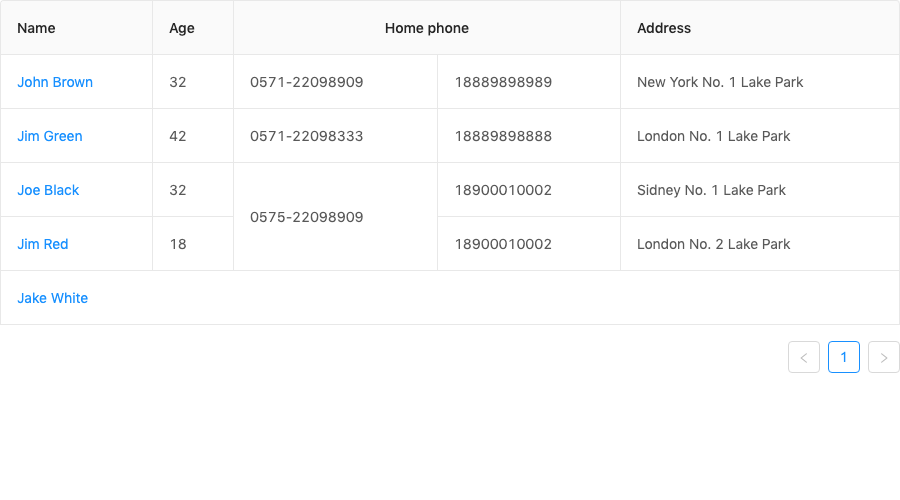 Name Age Home phone Address
John Brown 32 0571-22098909 18889898989 New York No. 1 Lake Park
Jim Green 42 0571-22098333 18889898888 London No. 1 Lake Park
Joe Black 32 0575-22098909 18900010002 Sidney No. 1 Lake Park
Jim Red 18 18900010002 London No. 2 Lake Park
Jake White
1